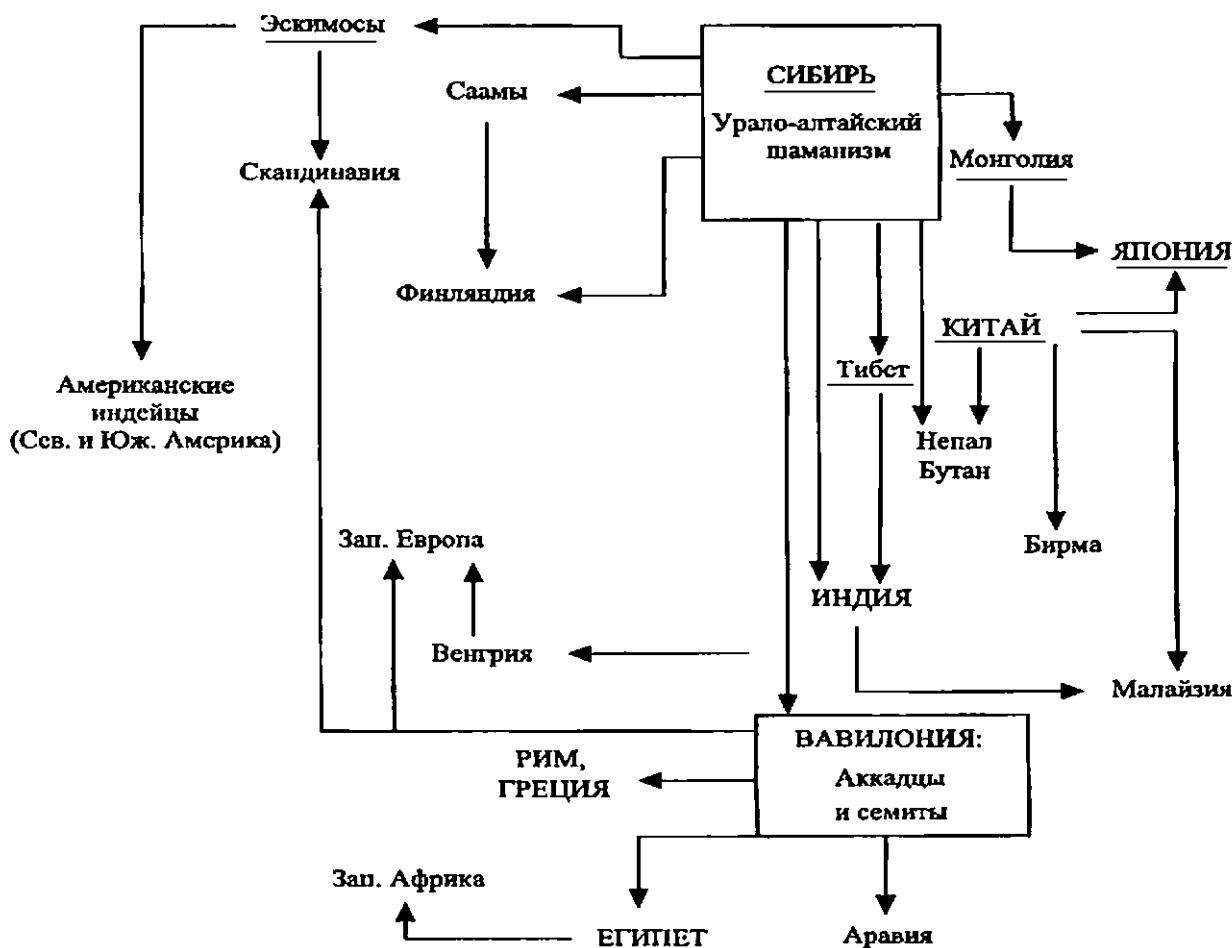 Эскимосы
СИБИРЬ
Урало-алтайский
шаманизм
Саамы
Монголия
Скандинавия
ЯПОНИЯ
Финляндия
КИТАЙ
Тибет
Американские
индейцы
(Сев. и Юж. Америка)
Непал
Бутан
Зап. Европа
Бирма
ИНДИЯ
Венгрия
Малайзия
ВАВИЛОНИЯ:
Аккадцы
и семиты
РИМ,
ГРЕЦИЯ
Зап. Африка
ЕГИПЕТ
Аравия